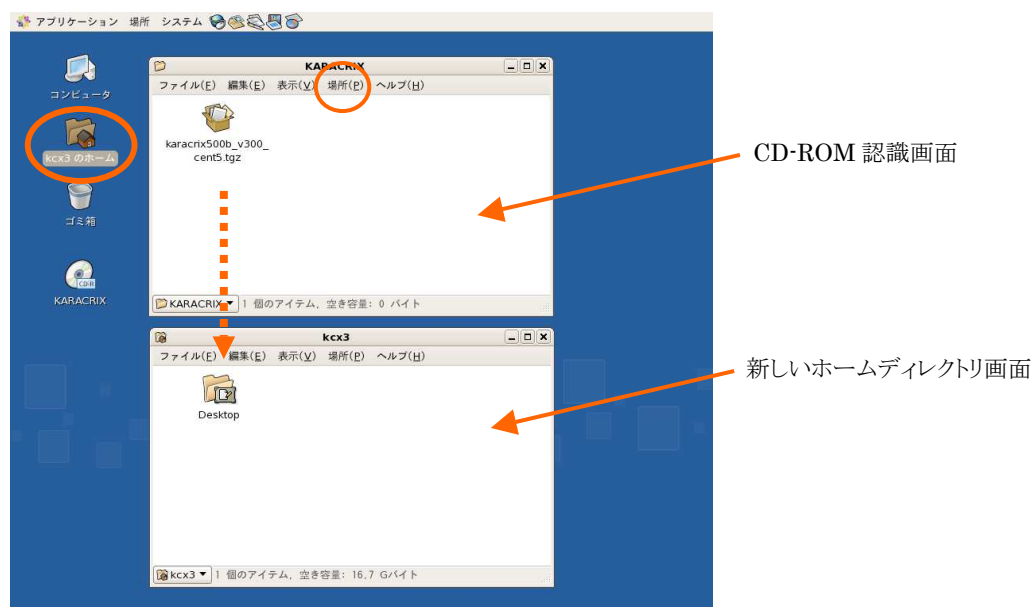 アプリケーション 場所 システム
コンピュータ
kcx3 のホーム
ゴミ箱
CD-R
KARACRIX
KARACRIX
ファイル(F) 編集(E) 表示(V) 場所(P) ヘルプ(H)
karacrix500b_v300_
cent5.tgz
KARACRIX 1 個のアイテム, 空き容量: 0 バイト
kcx3
ファイル(F) 編集(E) 表示(V) 場所(P) ヘルプ(H)
Desktop
kcx3 1 個のアイテム, 空き容量: 16.7 Gバイト
CD-ROM 認識画面
新しいホームディレクトリ画面